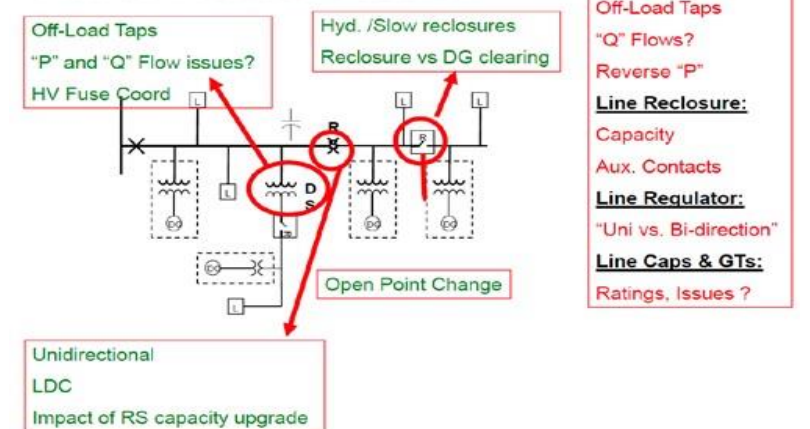 Off-Load Taps
"P" and "Q" Flow issues?
HV Fuse Coord
Hyd. /Slow reclosures
Reclosure vs DG clearing
Off-Load Taps
"Q" Flows?
Reverse "P"
Line Reclosure:
Capacity
Aux. Contacts
Line Regulator:
"Uni vs. Bi-direction"
Line Caps & GTs:
Ratings, Issues ?
L
L
L
R
R
L
D
S
DG
DG
DG
DG
L
Open Point Change
Unidirectional
LDC
Impact of RS capacity upgrade